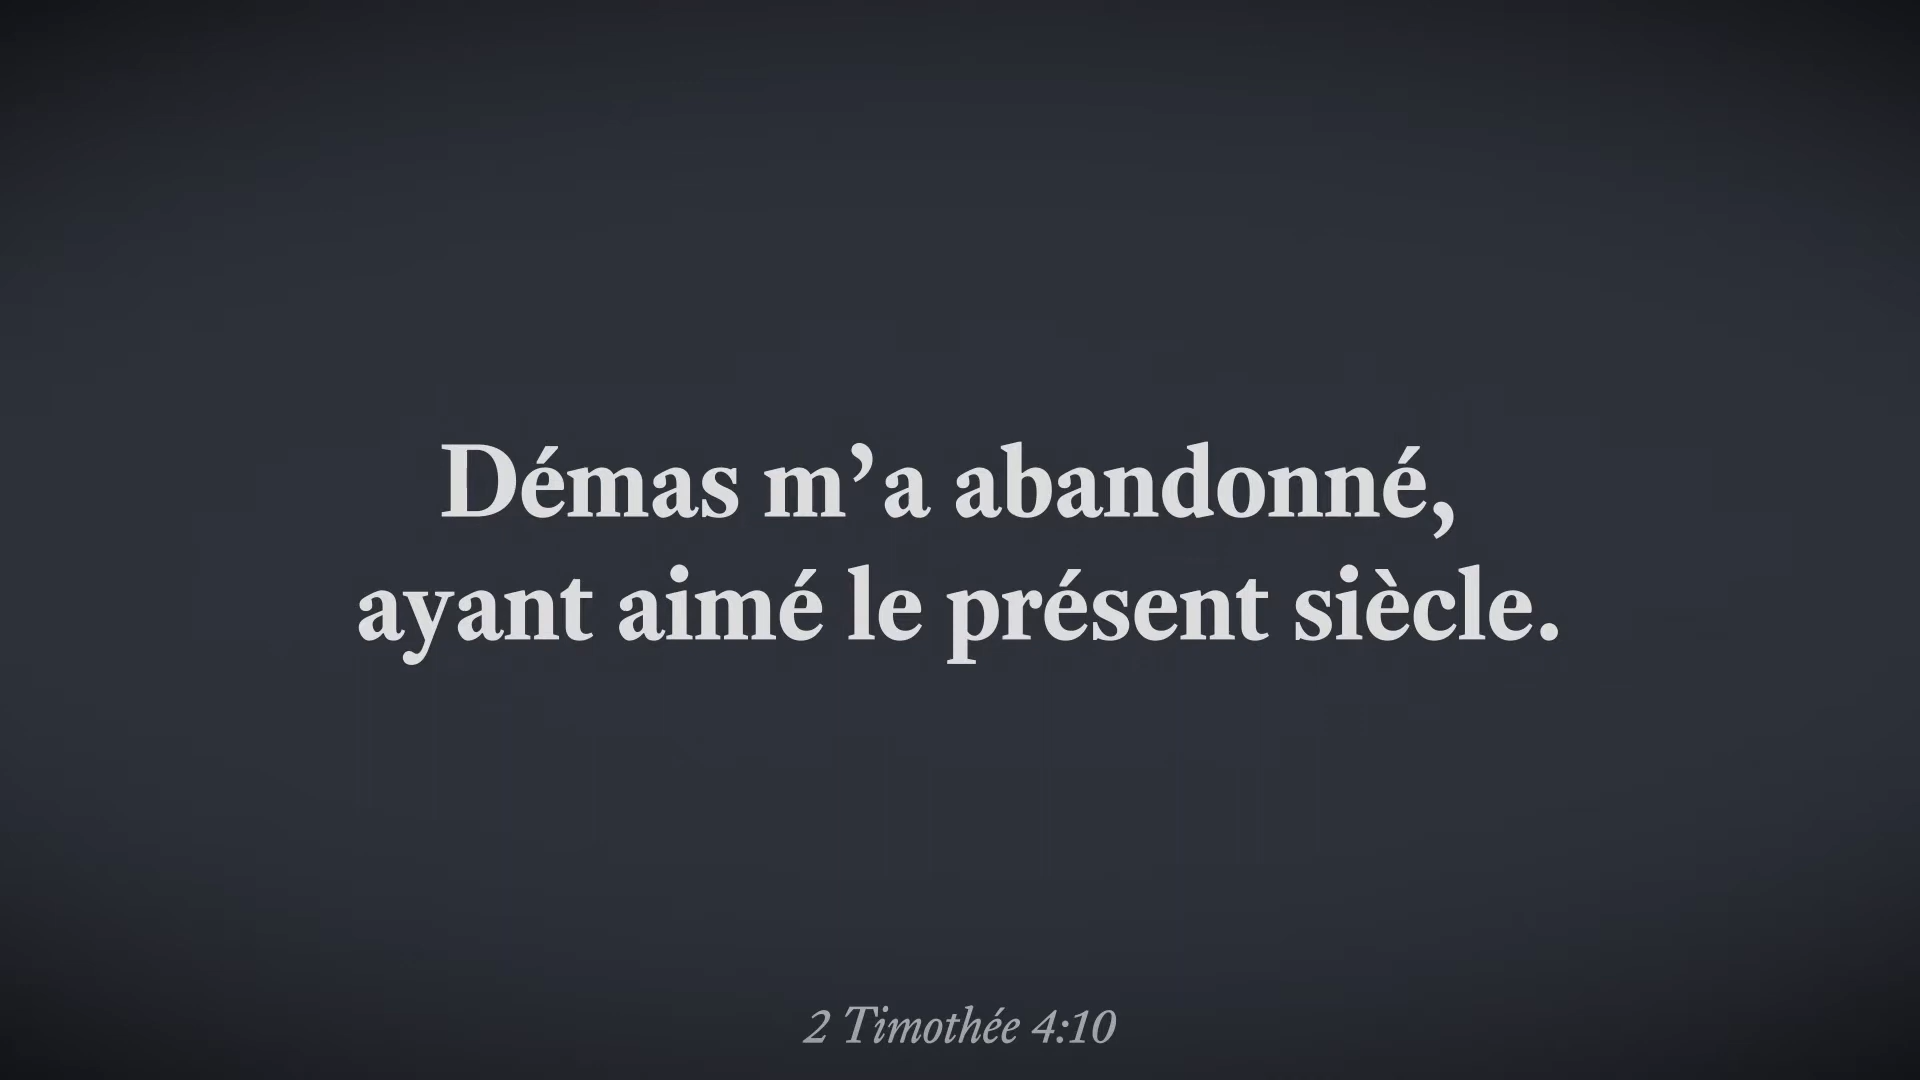 Démas m’a abandonné,
ayant aimé le présent siècle.
2 Timothée 4:10